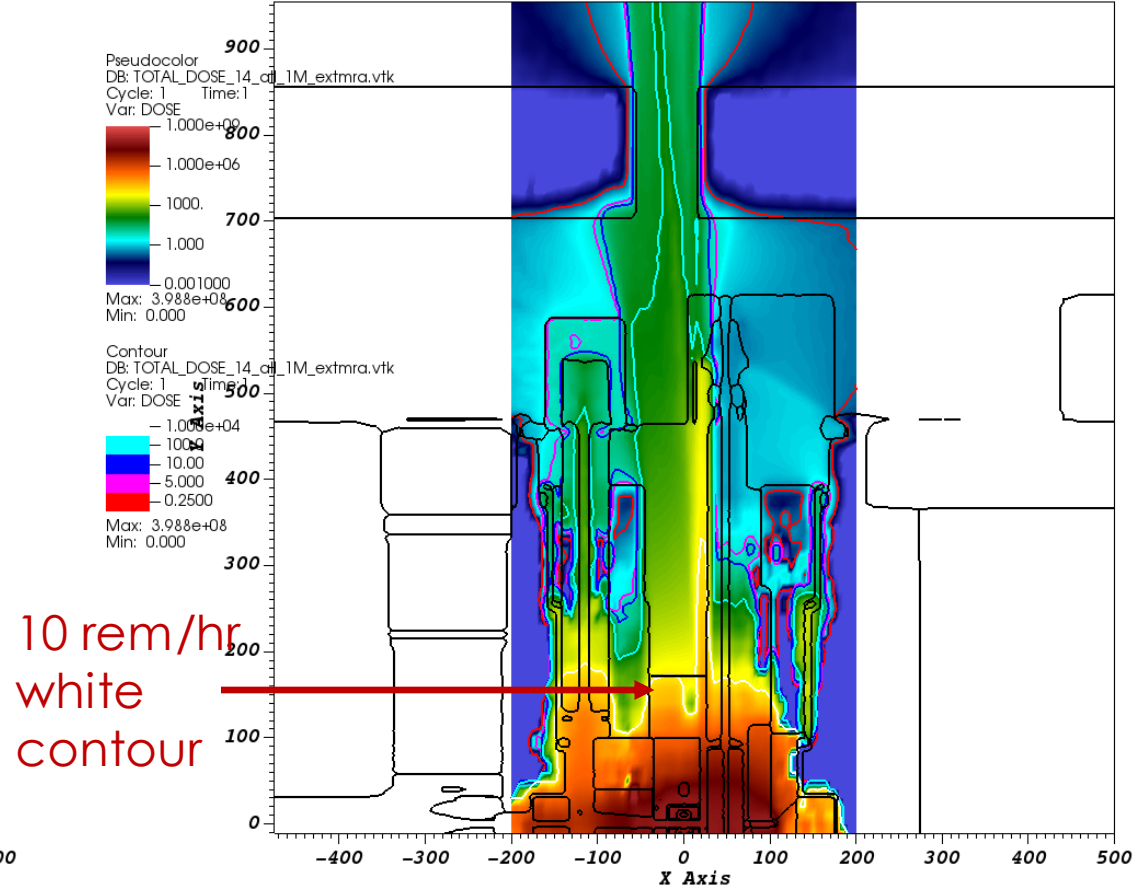 Pseudocolor
DB: TOTAL_DOSE_14_all_1M_extmra.vtk
Cycle: 1 Time:1
Var: DOSE
1.000e+09
1.000e+06
1000.
1.000
0.001000
Max: 3.988e+08
Min: 0.000
Contour
DB: TOTAL_DOSE_14_all_1M_extmra.vtk
Cycle: 1 Time:1
Var: DOSE
1.000e+04
100.0
10.00
5.000
0.2500
Max: 3.988e+08
Min: 0.000
10 rem/hr
white
contour
900
800
700
600
500
400
300
200
100
0
Y Axis
00
-400 -300 -200 -100 0 100 200 300 400 500
X Axis